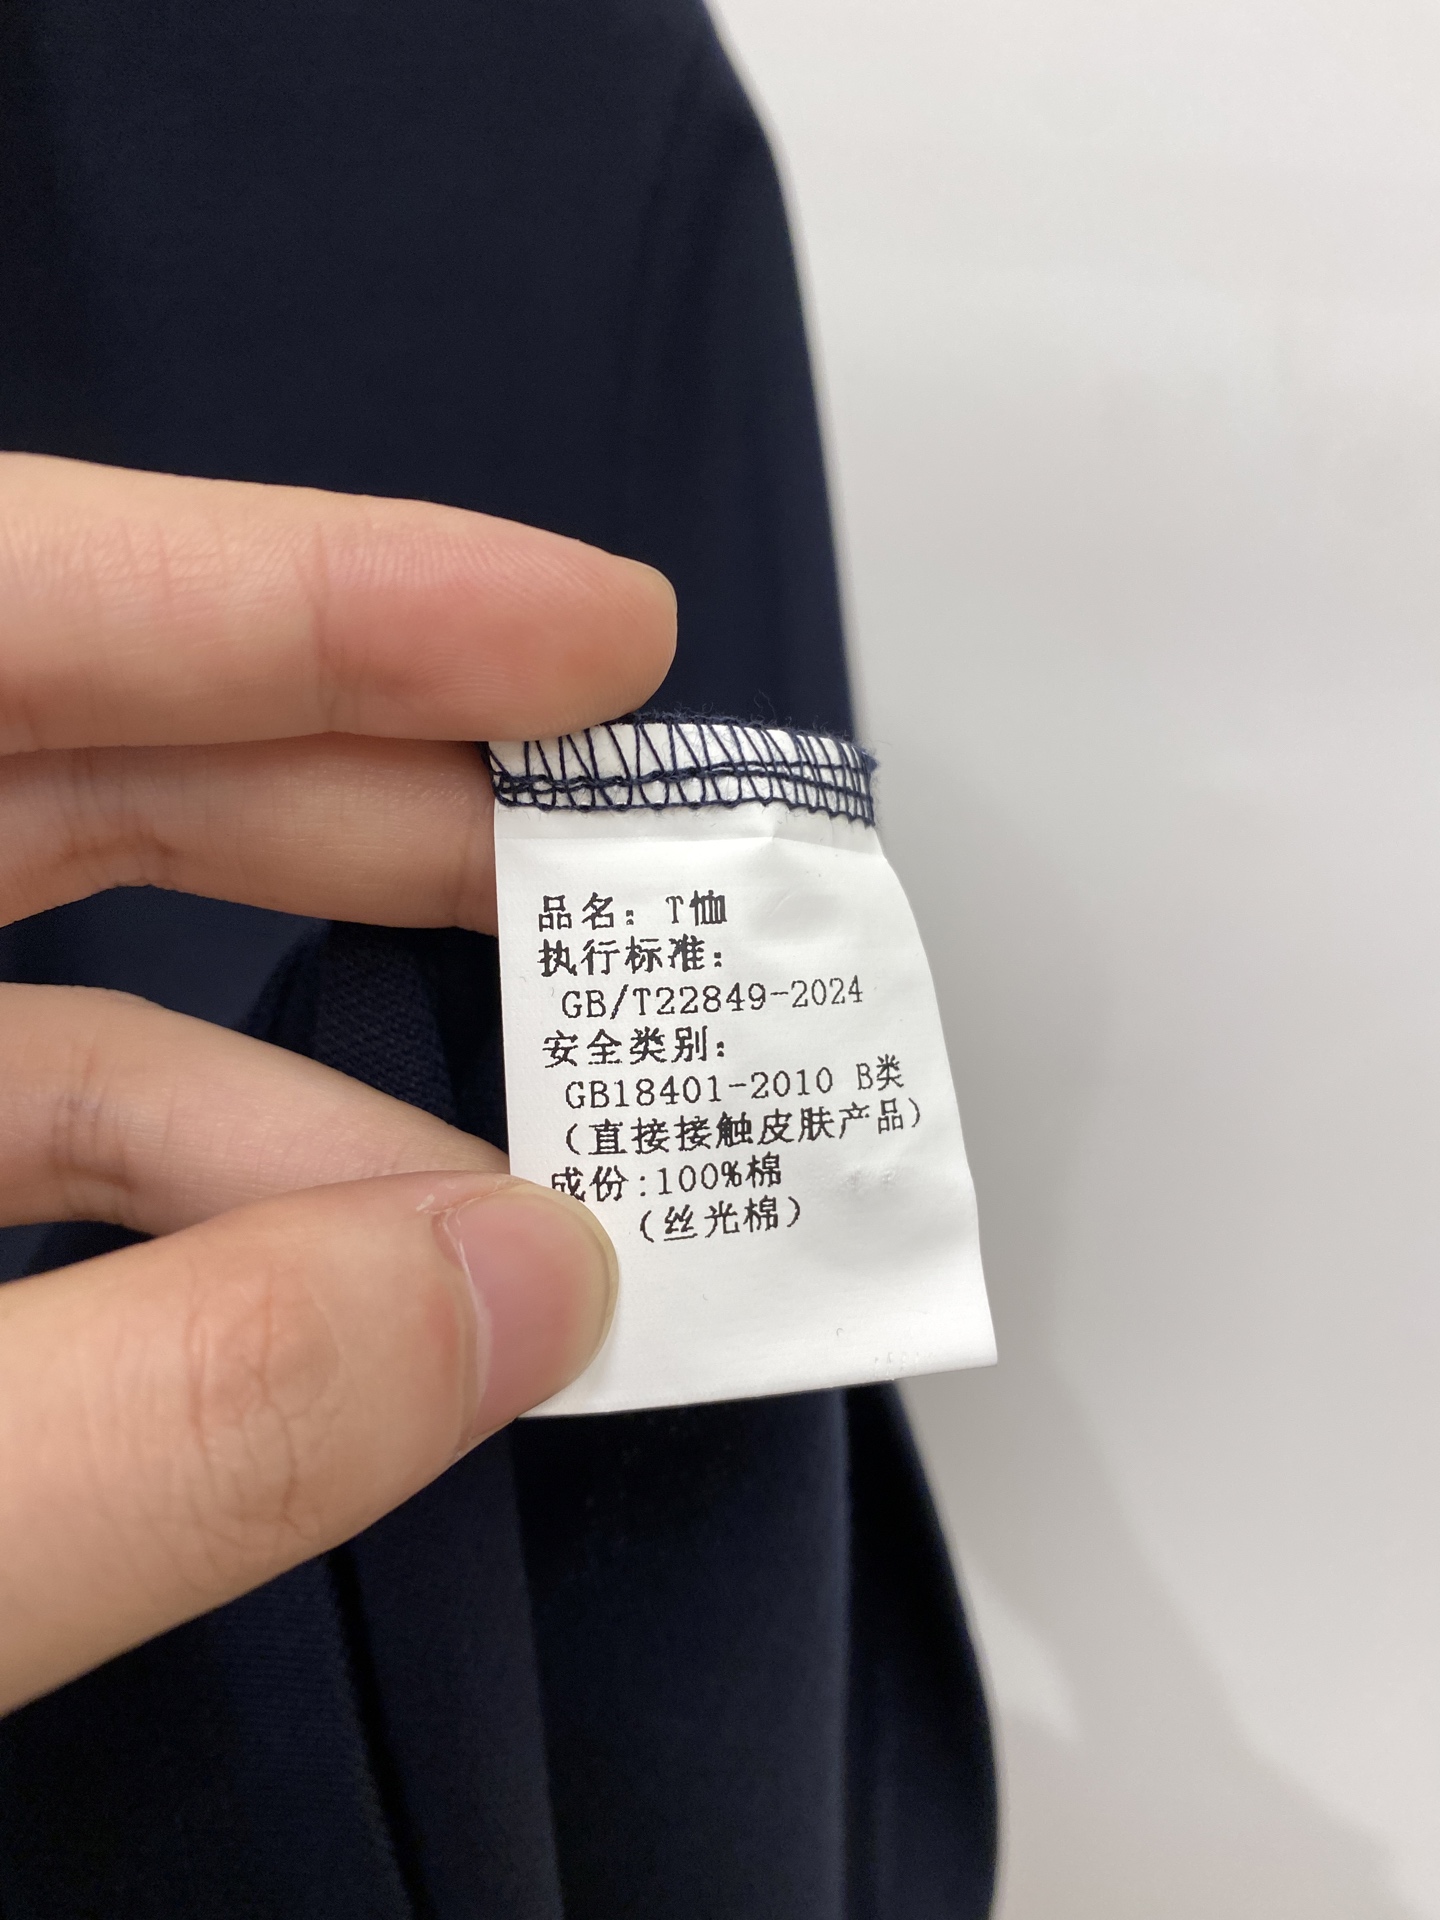 品名：T恤
执行标准：
GB/T22849-2024
安全类别：
GB18401-2010 B类
（直接接触皮肤产品）
成份:100%棉
（丝光棉）